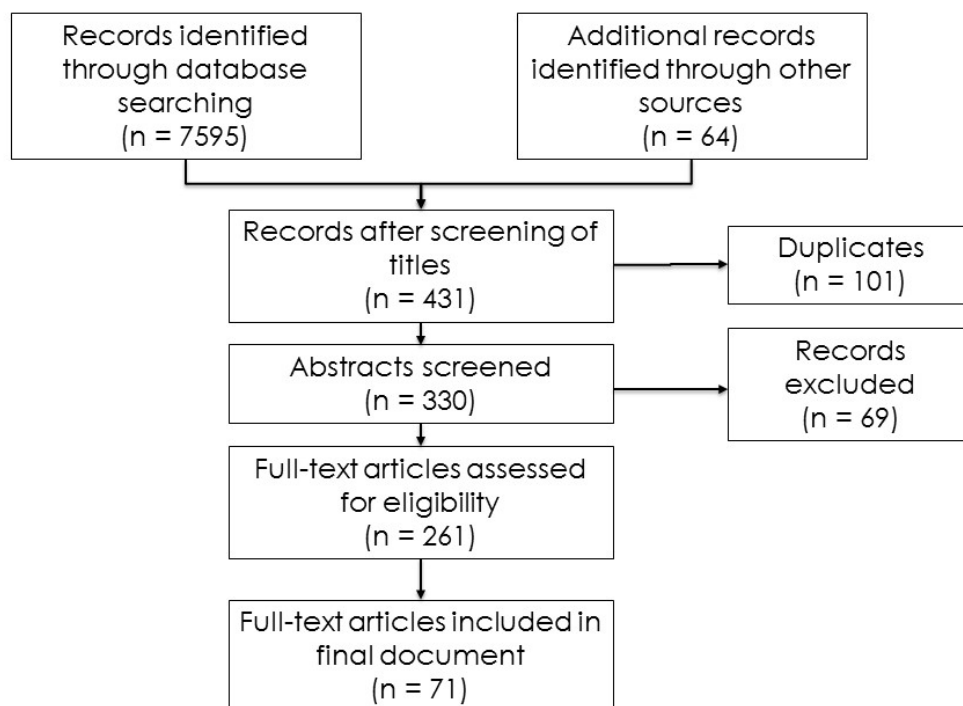 Records identified
through database
searching
(n = 7595)
Additional records
identified through other
sources
(n = 64)
Records after screening of
titles
(n = 431)
Duplicates
(n = 101)
Abstracts screened
(n = 330)
Records
excluded
(n = 69)
Full-text articles assessed
for eligibility
(n = 261)
Full-text articles included in
final document
(n = 71)